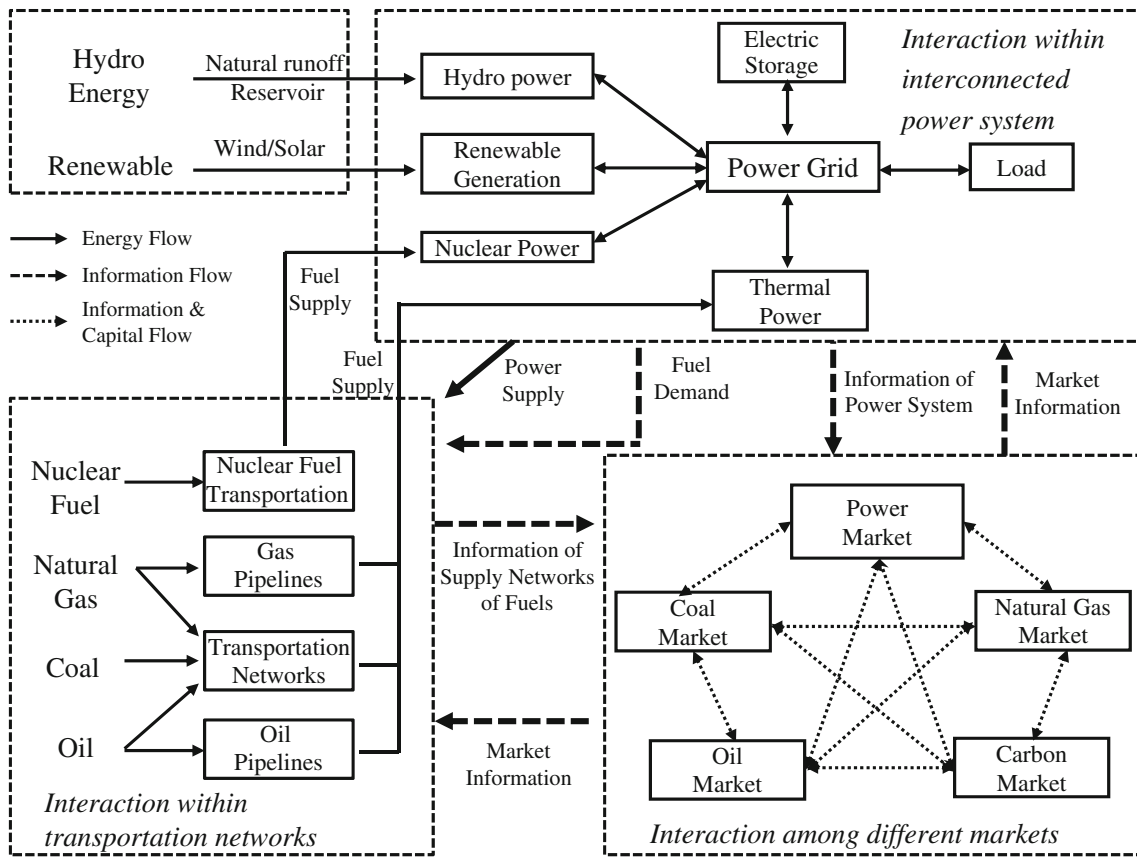 Hydro
Energy
Natural runoff
Reservoir
Hydro power
Electric
Storage
Interaction within
interconnected
power system
Renewable
Wind/Solar
Renewable
Generation
Power Grid
Load
Energy Flow
Information Flow
Information &
Capital Flow
Nuclear Power
Fuel
Supply
Thermal
Power
Fuel
Supply
Power
Supply
Fuel
Demand
Information of
Power System
Market
Information
Nuclear
Fuel
Nuclear Fuel
Transportation
Natural
Gas
Gas
Pipelines
Coal
Transportation
Networks
Oil
Oil
Pipelines
Interaction within
transportation networks
Information of
Supply Networks
of Fuels
Market
Information
Power
Market
Coal
Market
Natural Gas
Market
Oil
Market
Carbon
Market
Interaction among different markets